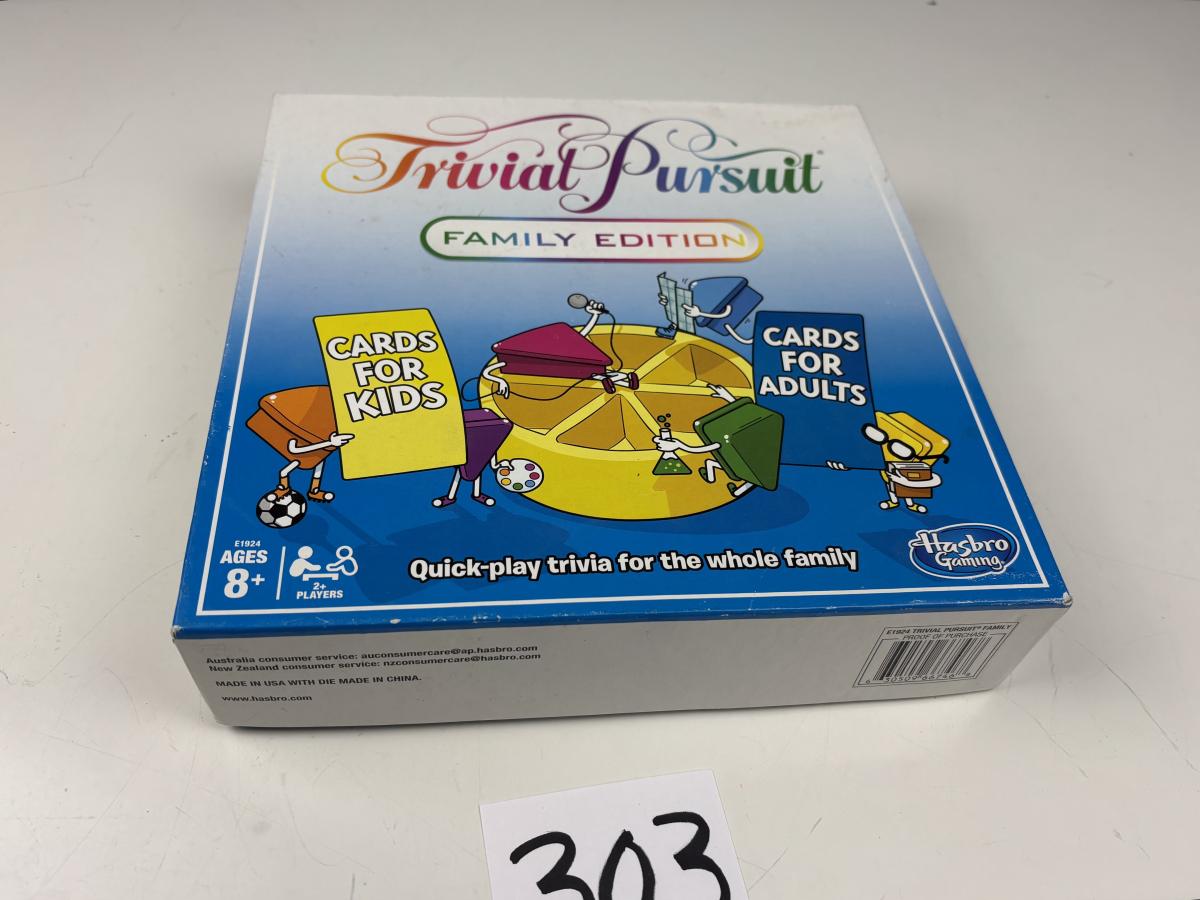 Trivial Pursuit®
FAMILY EDITION
CARDS
FOR
KIDS
CARDS
FOR
ADULTS
E1924
AGES
8+
2+
PLAYERS
Quick-play trivia for the whole family
Hasbro
Gaming
Australia consumer service: auconsumercare@ap.hasbro.com
New Zealand consumer service: nzconsumercare@hasbro.com
MADE IN USA WITH DIE MADE IN CHINA.
www.hasbro.com
E1924 TRIVIAL PURSUIT® FAMILY
PROOF OF PURCHASE
303